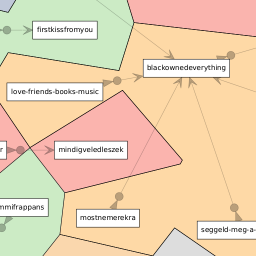 firstkissfromyou
blackownedeverything
love-friends-books-music
r
mindigveledleszek
mmifrappans
mostnemerekra
seggeld-meg-a-